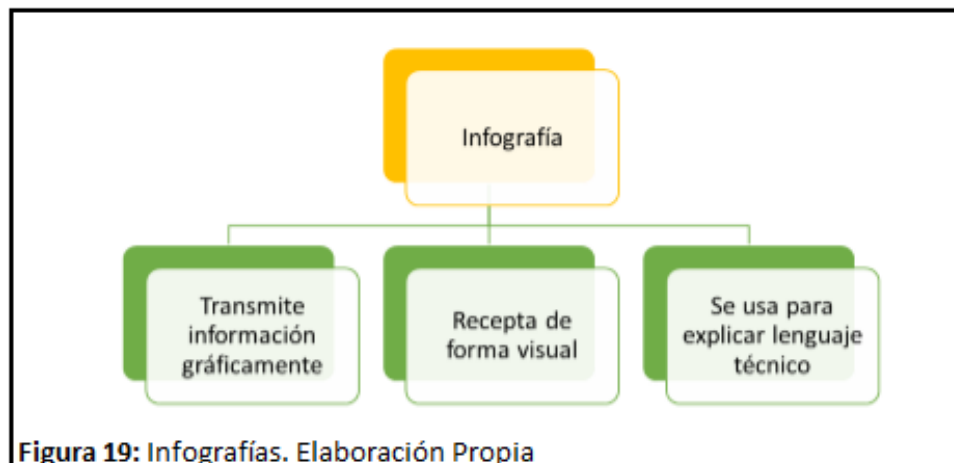 Infografía
Transmite
información
gráficamente
Recepta de
forma visual
Se usa para
explicar lenguaje
técnico
Figura 19: Infografías. Elaboración Propia